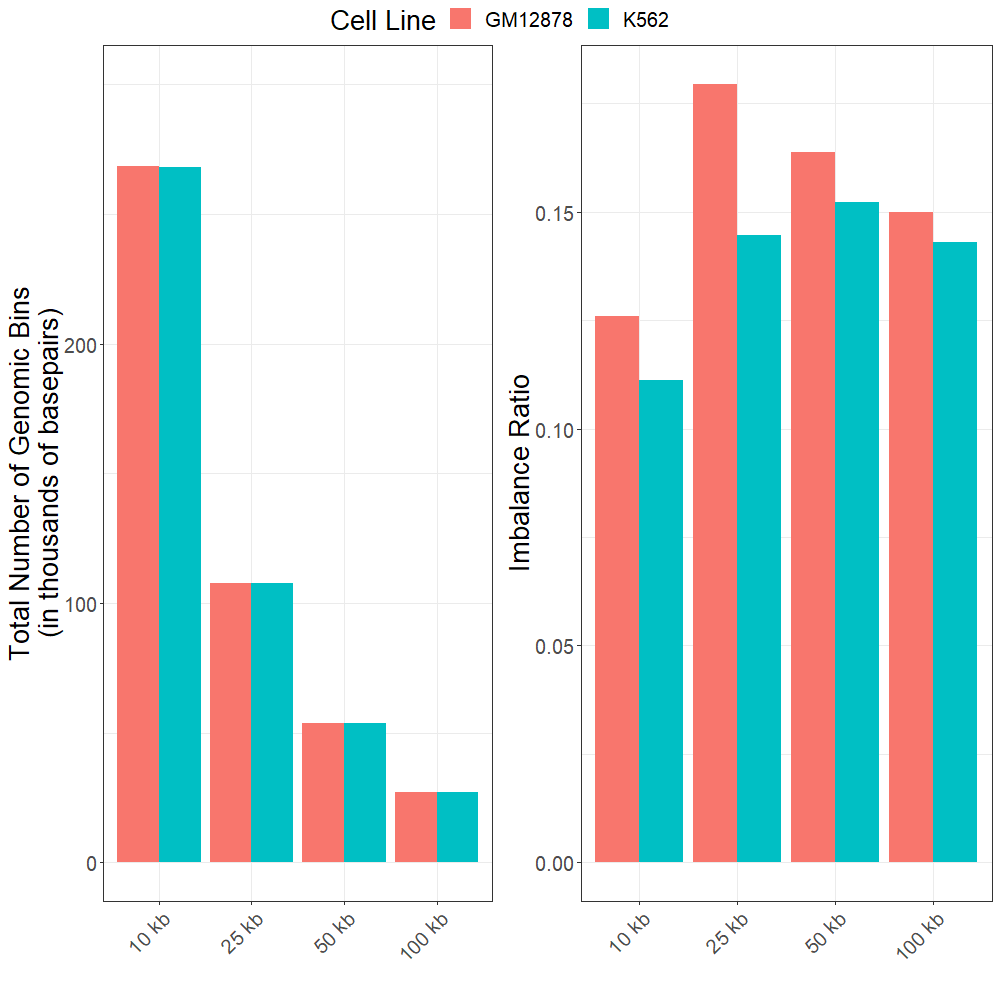 Cell Line GM12878 K562
Total Number of Genomic Bins
(in thousands of basepairs)
200
100
0
10 kb
25 kb
50 kb
100 kb
Imbalance Ratio
0.15
0.10
0.05
0.00
10 kb
25 kb
50 kb
100 kb